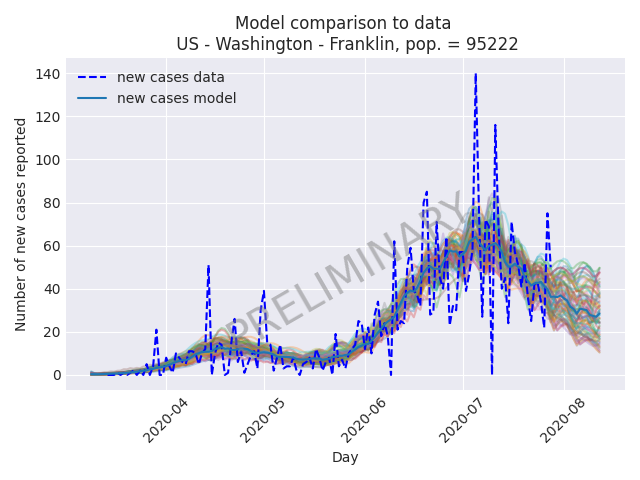 Model comparison to data
US - Washington - Franklin, pop. = 95222
new cases data
new cases model
PRELIMINARY
Number of new cases reported
140
120
100
80
60
40
20
0
2020-04
2020-05
2020-06
2020-07
2020-08
Day